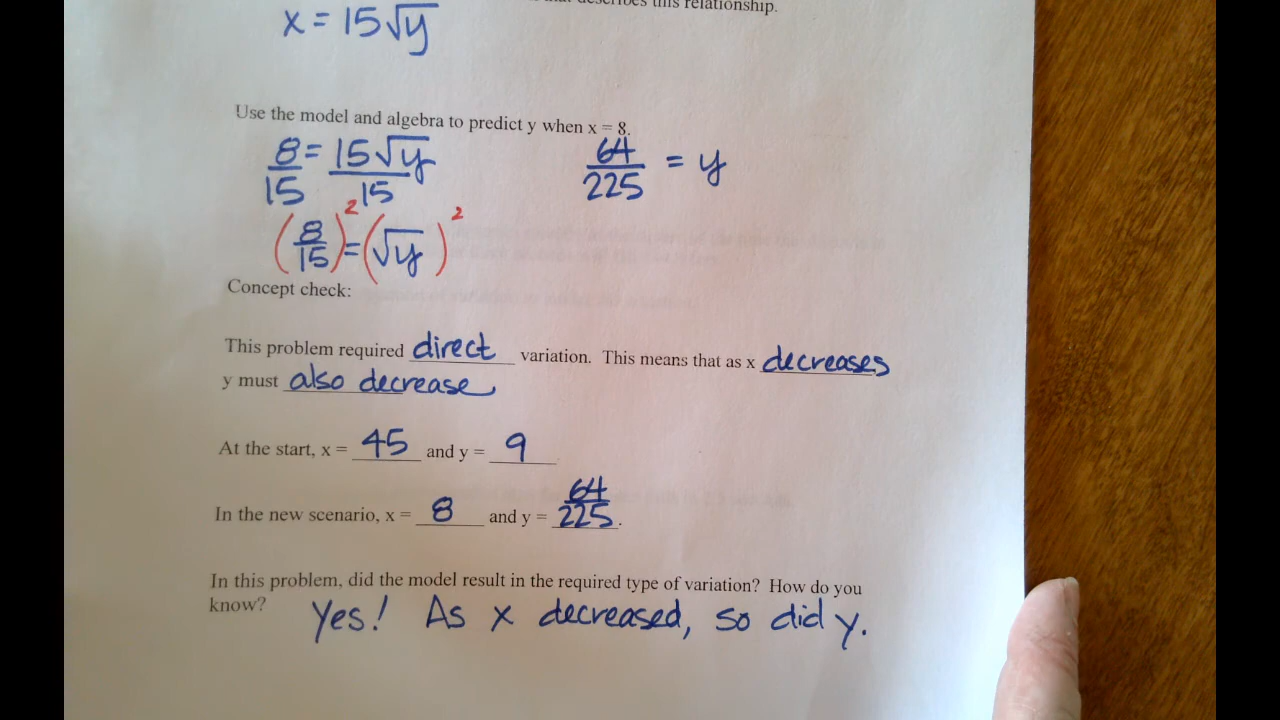 describes this relationship.
x = 15√y
Use the model and algebra to predict y when x = 8.
8/15 = 15√y/15
64/225 = y
(8/15)² = (√y)²
Concept check:
This problem required direct variation. This means that as x decreases
y must also decrease
At the start, x = 45 and y = 9
In the new scenario, x = 8 and y = 64/225.
In this problem, did the model result in the required type of variation? How do you
know? Yes! As x decreased, so did y.